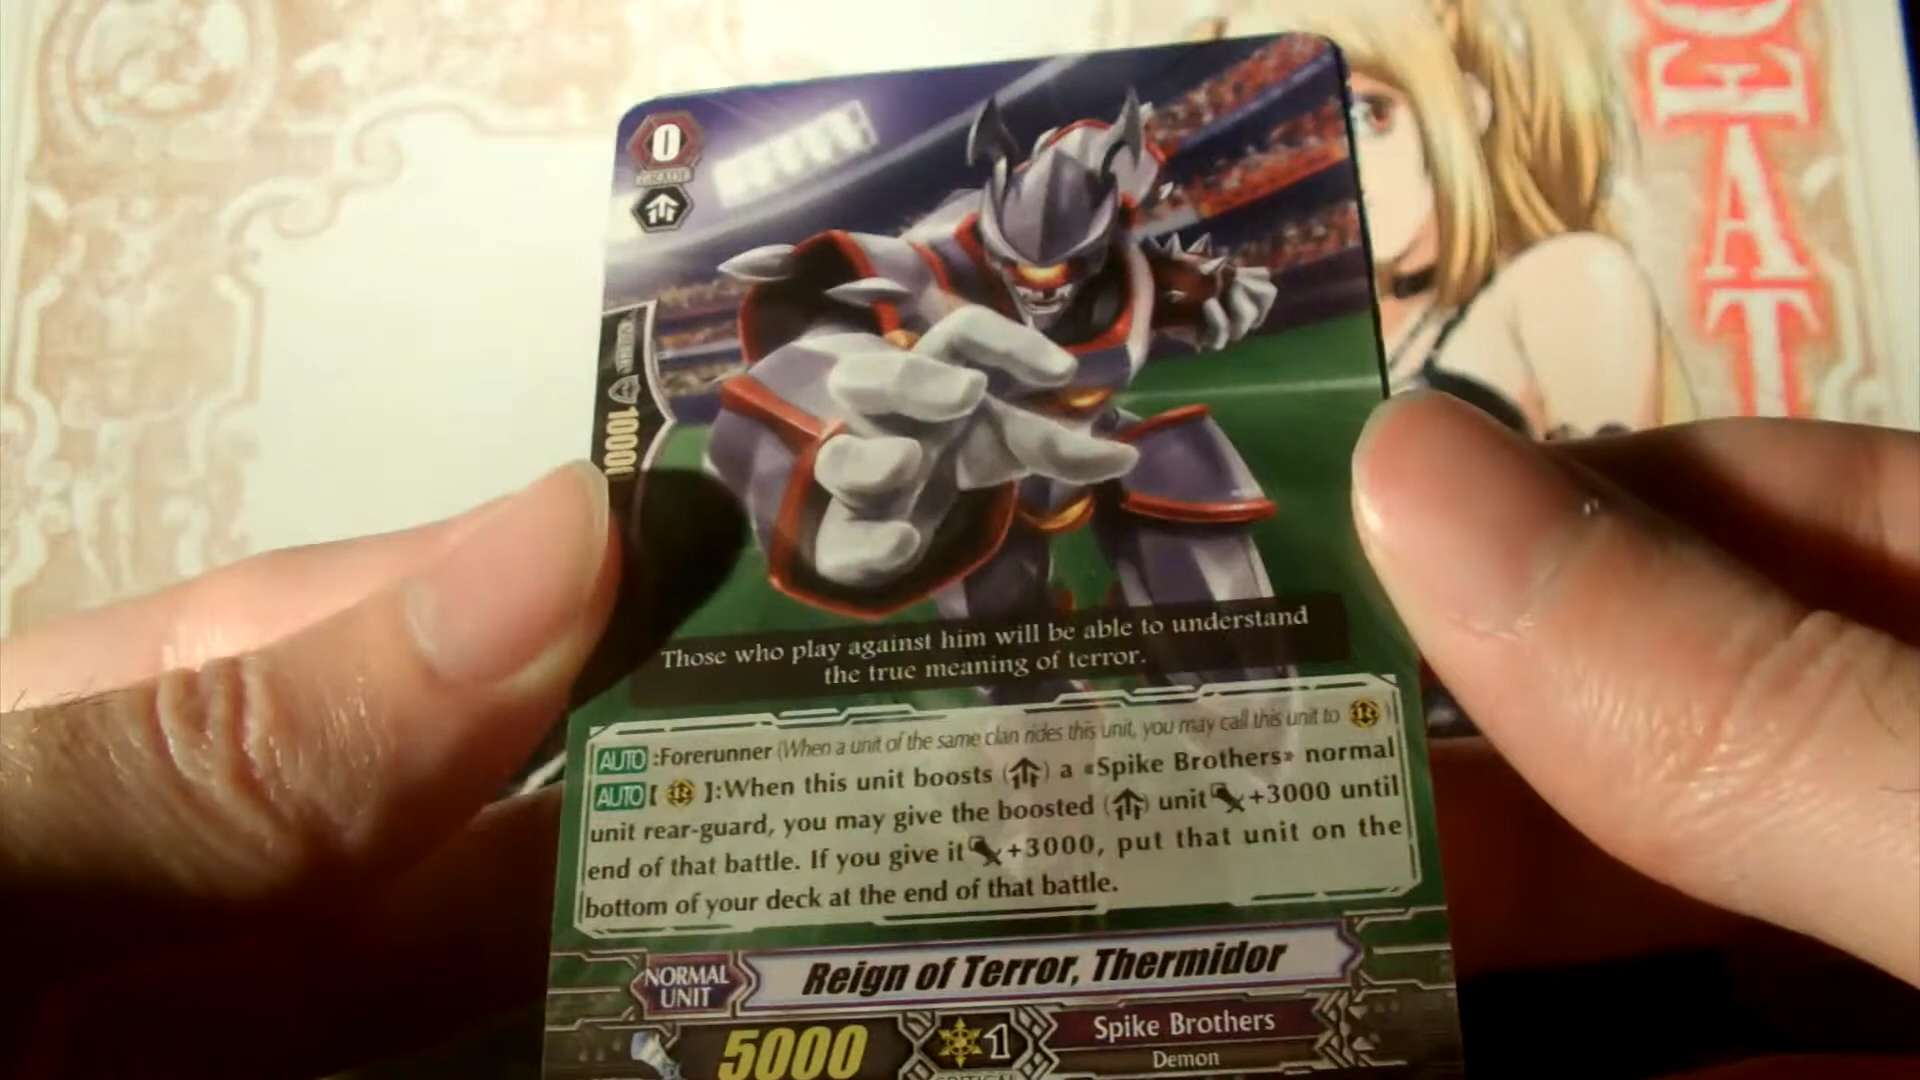 EAT
0
GRADE
10000
Those who play against him will be able to understand
the true meaning of terror.
AUTO :Forerunner (When a unit of the same clan rides this unit, you may call this unit to )
AUTO [ ]:When this unit boosts ( ) a «Spike Brothers» normal
unit rear-guard, you may give the boosted ( ) unit +3000 until
end of that battle. If you give it +3000, put that unit on the
bottom of your deck at the end of that battle.
NORMAL
UNIT
Reign of Terror, Thermidor
5000
1
CRITICAL
Spike Brothers
Demon